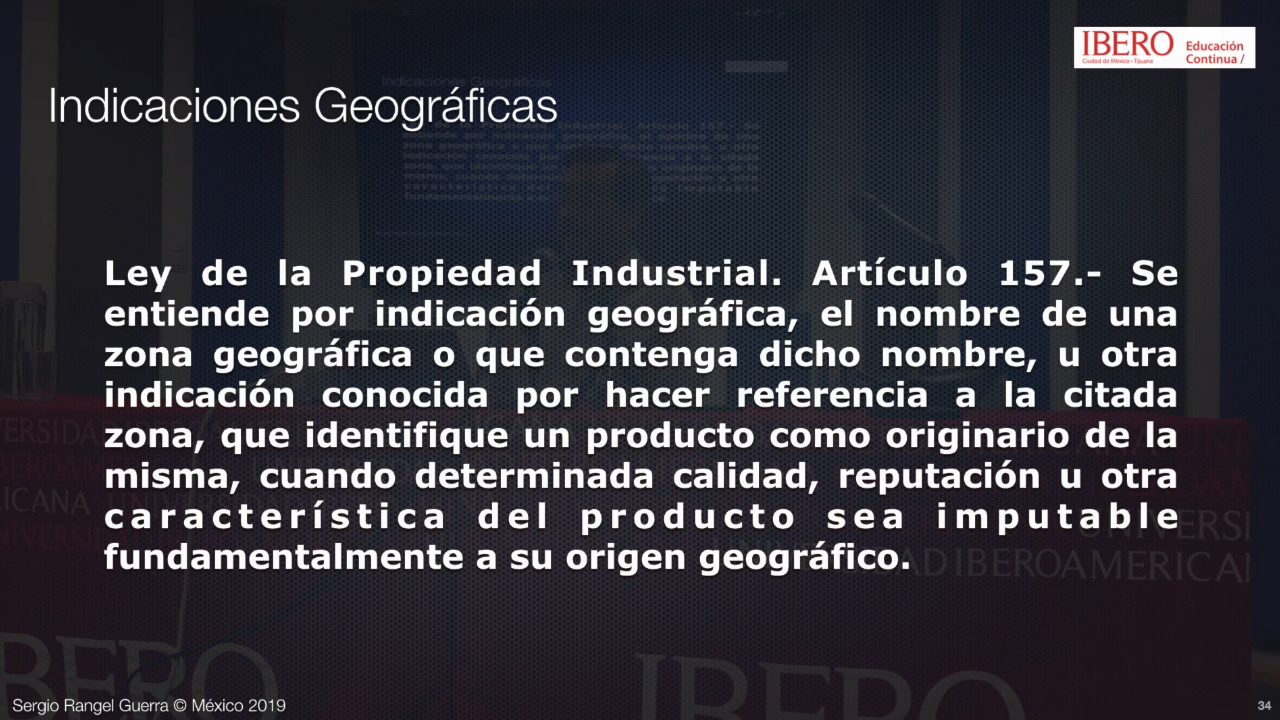 IBERO
Ciudad de México • Tijuana
Educación
Continua /
Indicaciones Geográficas
Ley de la Propiedad Industrial. Artículo 157.- Se
entiende por indicación geográfica, el nombre de una
zona geográfica o que contenga dicho nombre, u otra
indicación conocida por hacer referencia a la citada
zona, que identifique un producto como originario de la
misma, cuando determinada calidad, reputación u otra
característica del producto sea imputable
fundamentalmente a su origen geográfico.
IBERO
IBERO
Sergio Rangel Guerra © México 2019
34